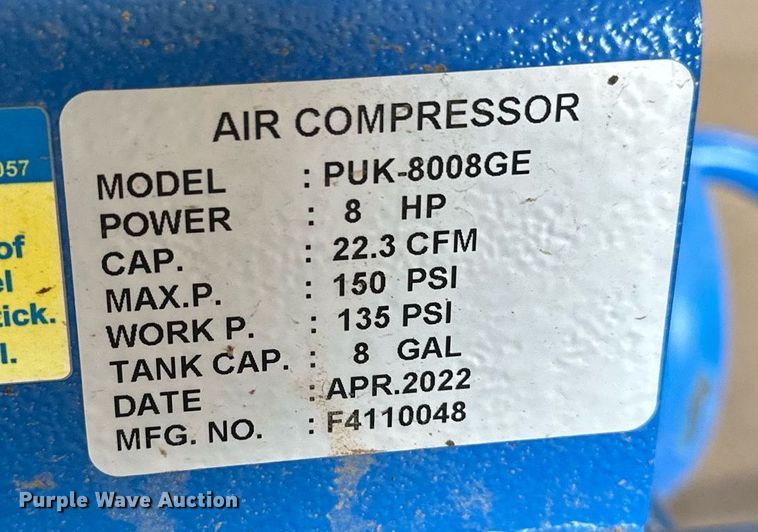 AIR COMPRESSOR
MODEL : PUK-8008GE
POWER : 8 HP
CAP. : 22.3 CFM
MAX.P. : 150 PSI
WORK P. : 135 PSI
TANK CAP. : 8 GAL
DATE : APR.2022
MFG. NO. : F4110048
057
of
tick.
Purple Wave Auction